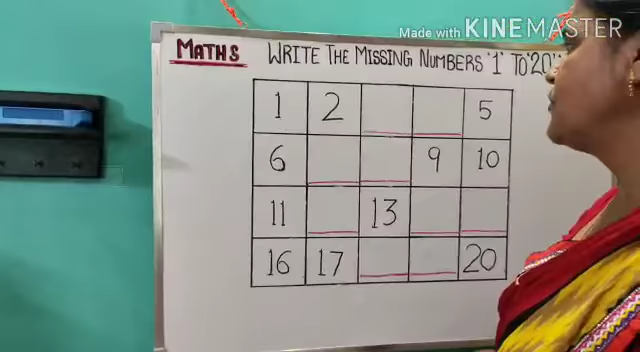 Made with KINEMASTER
MATHS WRITE THE MISSING NUMBERS '1' TO '20'
1 2 5
6 9 10
11 13
16 17 20